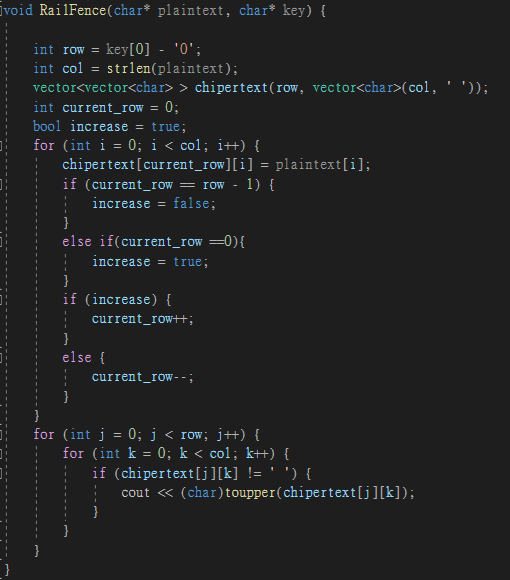 void RailFence(char* plaintext, char* key) {
int row = key[0] - '0';
int col = strlen(plaintext);
vector<vector<char> > chipertext(row, vector<char>(col, ' '));
int current_row = 0;
bool increase = true;
for (int i = 0; i < col; i++) {
chipertext[current_row][i] = plaintext[i];
if (current_row == row - 1) {
increase = false;
}
else if(current_row ==0){
increase = true;
}
if (increase) {
current_row++;
}
else {
current_row--;
}
}
for (int j = 0; j < row; j++) {
for (int k = 0; k < col; k++) {
if (chipertext[j][k] != ' ') {
cout << (char)toupper(chipertext[j][k]);
}
}
}
}